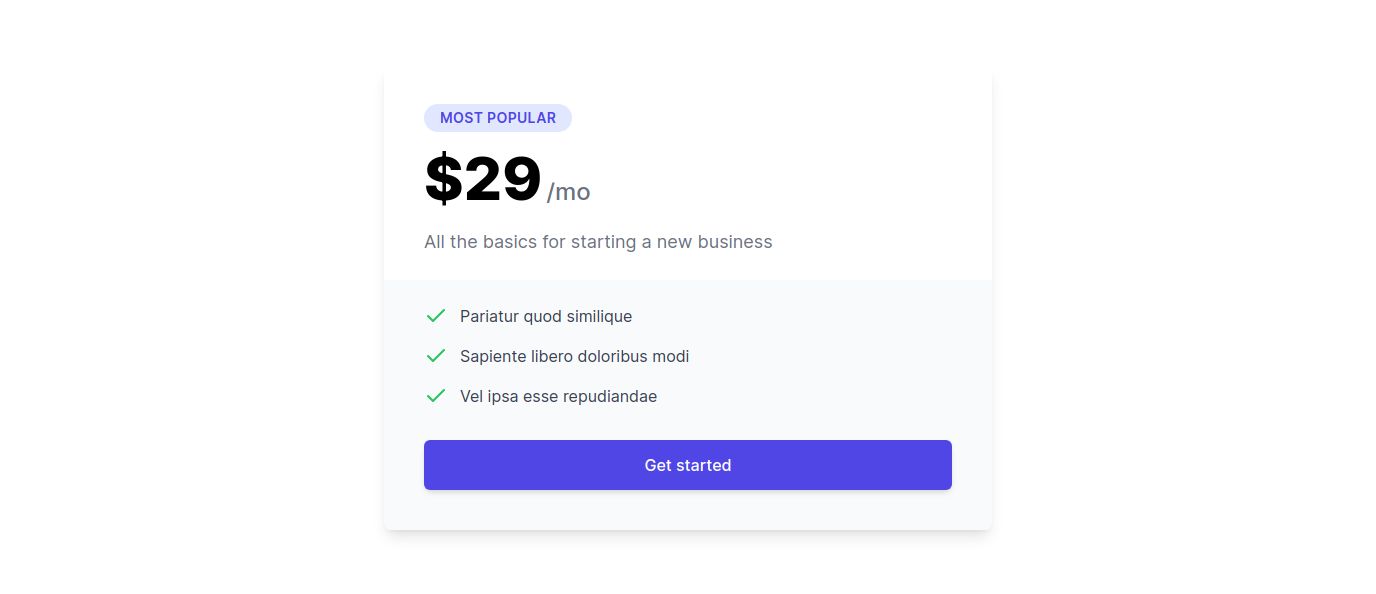 MOST POPULAR
$29 /mo
All the basics for starting a new business
Pariatur quod similique
Sapiente libero doloribus modi
Vel ipsa esse repudiandae
Get started